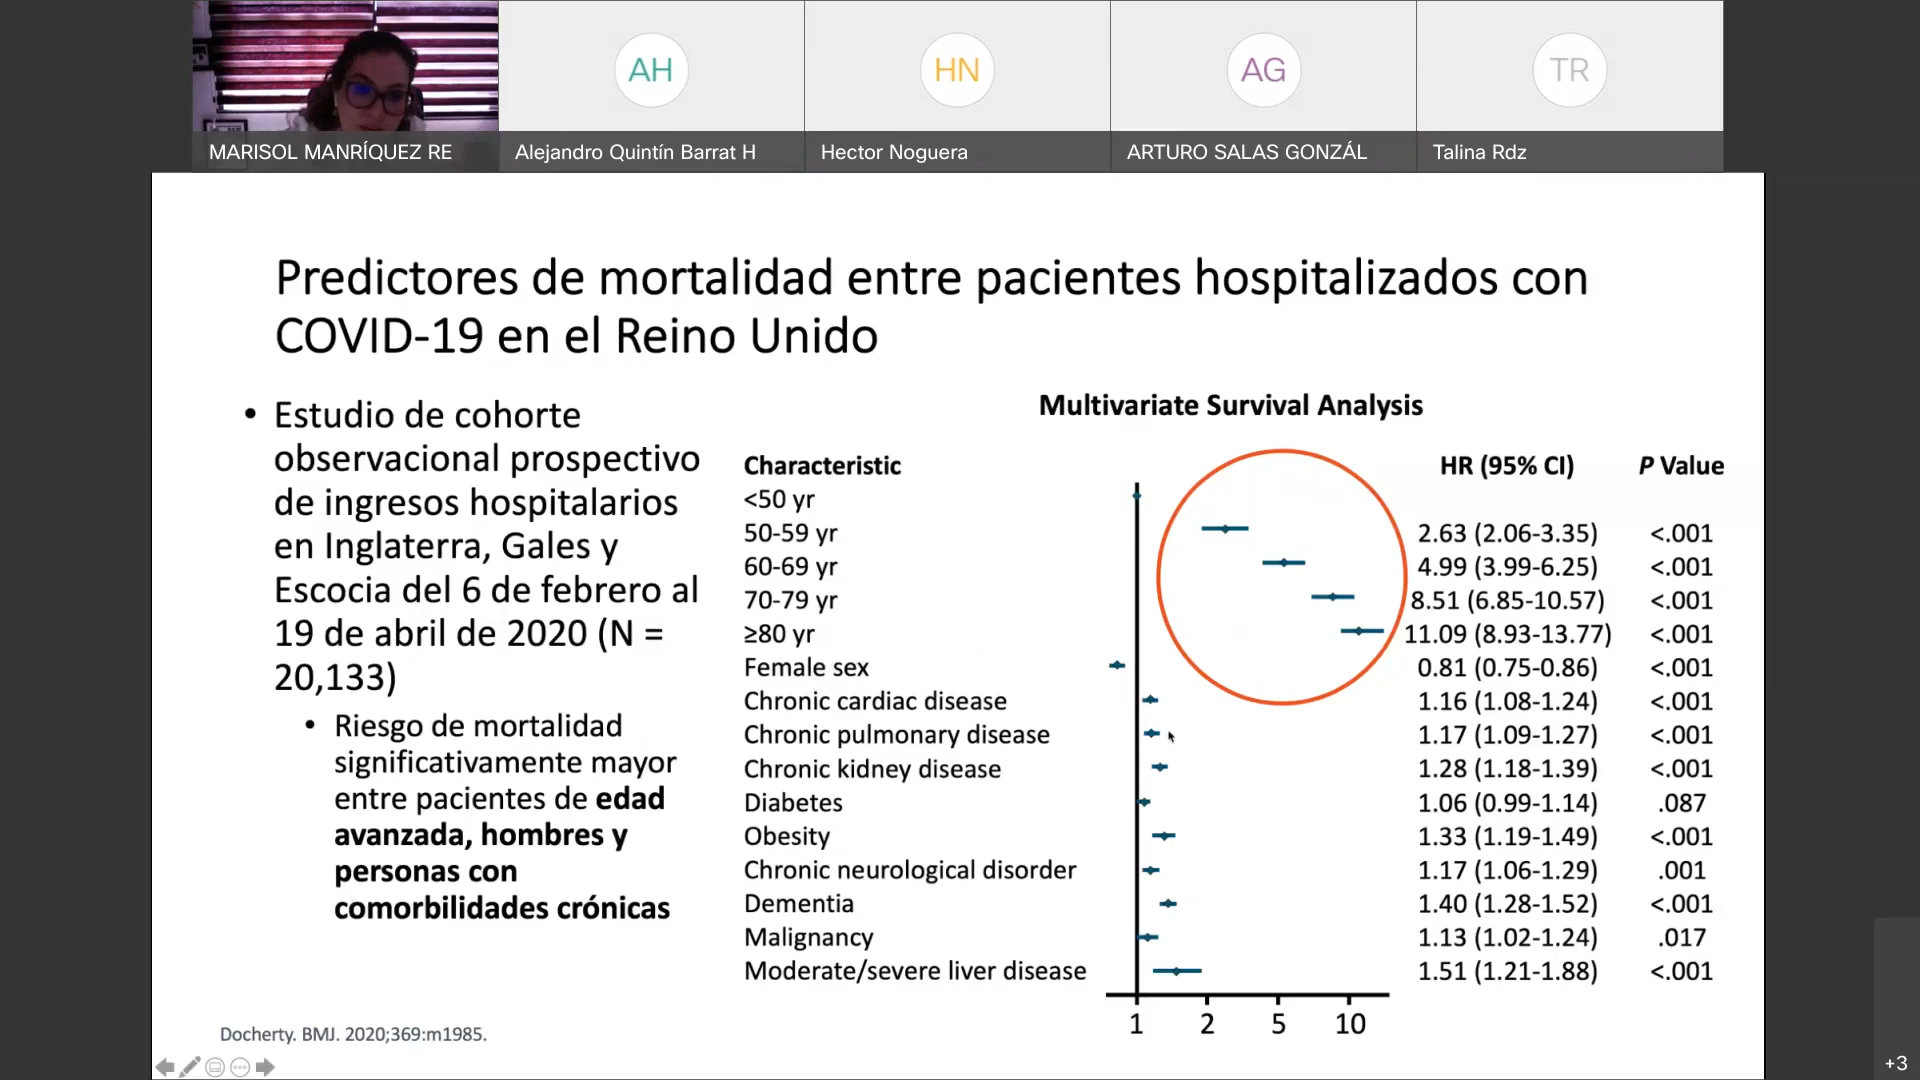 AH
HN
AG
TR
MARISOL MANRÍQUEZ RE
Alejandro Quintín Barrat H
Hector Noguera
ARTURO SALAS GONZÁL
Talina Rdz
Predictores de mortalidad entre pacientes hospitalizados con
COVID-19 en el Reino Unido
• Estudio de cohorte
observacional prospectivo
de ingresos hospitalarios
en Inglaterra, Gales y
Escocia del 6 de febrero al
19 de abril de 2020 (N =
20,133)
• Riesgo de mortalidad
significativamente mayor
entre pacientes de edad
avanzada, hombres y
personas con
comorbilidades crónicas
Multivariate Survival Analysis
Characteristic HR (95% CI) P Value
<50 yr
50-59 yr 2.63 (2.06-3.35) <.001
60-69 yr 4.99 (3.99-6.25) <.001
70-79 yr 8.51 (6.85-10.57) <.001
≥80 yr 11.09 (8.93-13.77) <.001
Female sex 0.81 (0.75-0.86) <.001
Chronic cardiac disease 1.16 (1.08-1.24) <.001
Chronic pulmonary disease 1.17 (1.09-1.27) <.001
Chronic kidney disease 1.28 (1.18-1.39) <.001
Diabetes 1.06 (0.99-1.14) .087
Obesity 1.33 (1.19-1.49) <.001
Chronic neurological disorder 1.17 (1.06-1.29) .001
Dementia 1.40 (1.28-1.52) <.001
Malignancy 1.13 (1.02-1.24) .017
Moderate/severe liver disease 1.51 (1.21-1.88) <.001
1 2 5 10
Docherty. BMJ. 2020;369:m1985.
+3